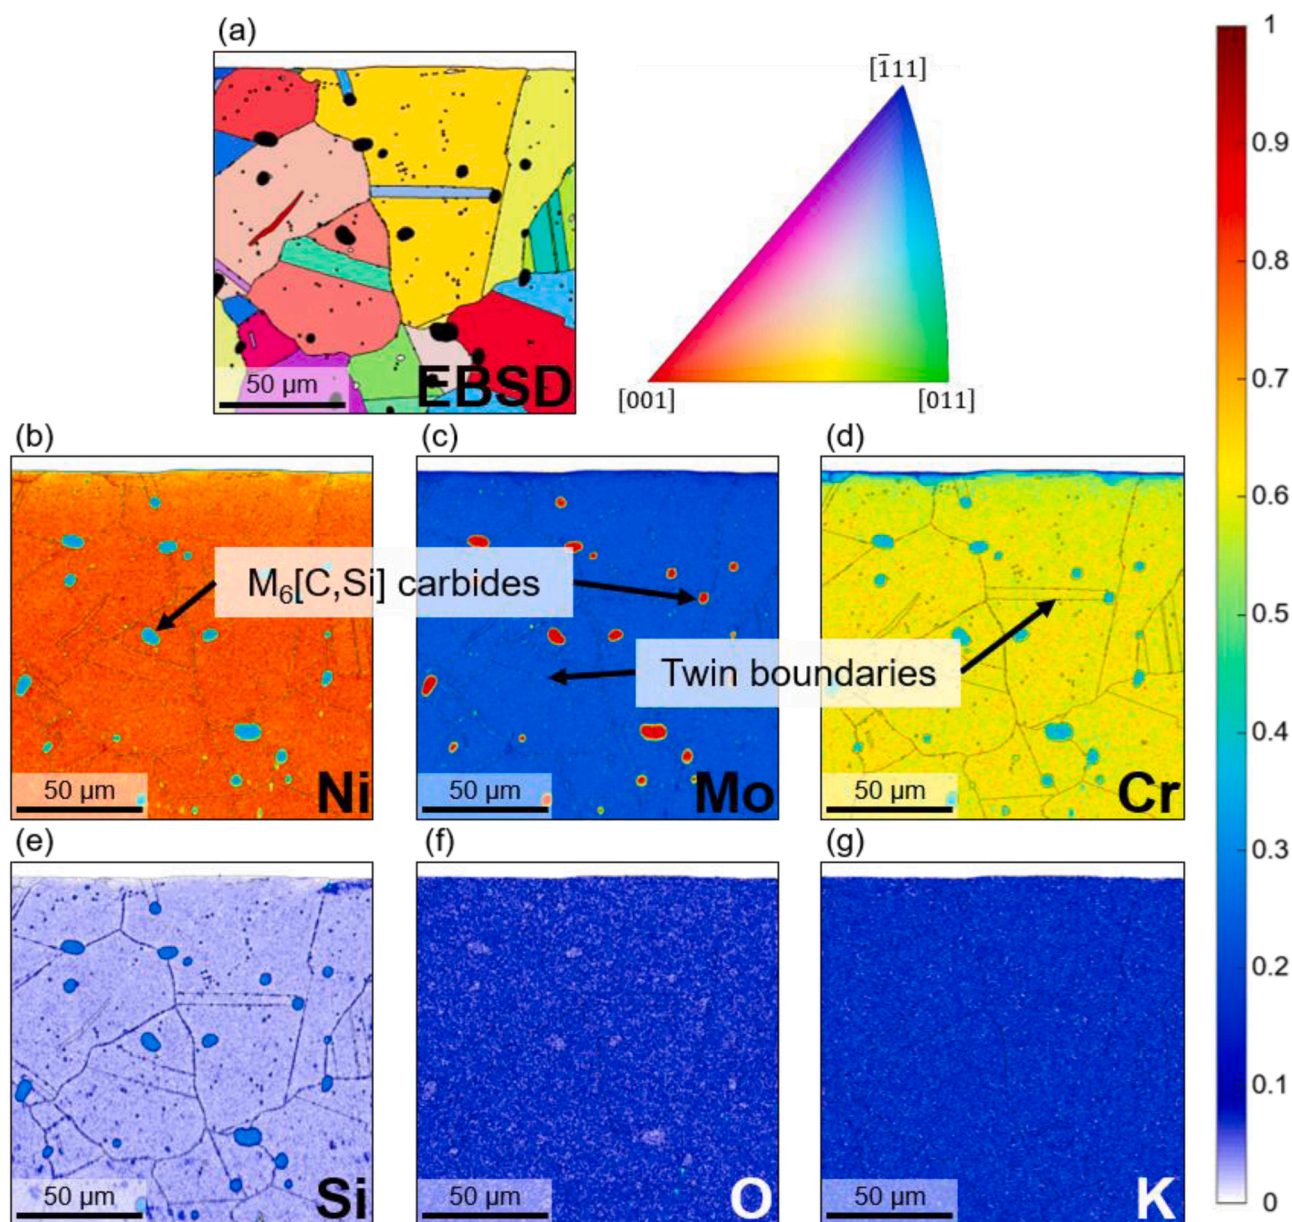 (a)
[1̅11]
[001]
[011]
50 µm
EBSD
1
0.9
0.8
0.7
0.6
0.5
0.4
0.3
0.2
0.1
0
(b)
(c)
(d)
M₆[C,Si] carbides
Twin boundaries
50 µm
Ni
50 µm
Mo
50 µm
Cr
(e)
(f)
(g)
50 µm
Si
50 µm
O
50 µm
K